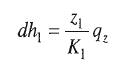 dh₁ = z₁/K₁ q_z